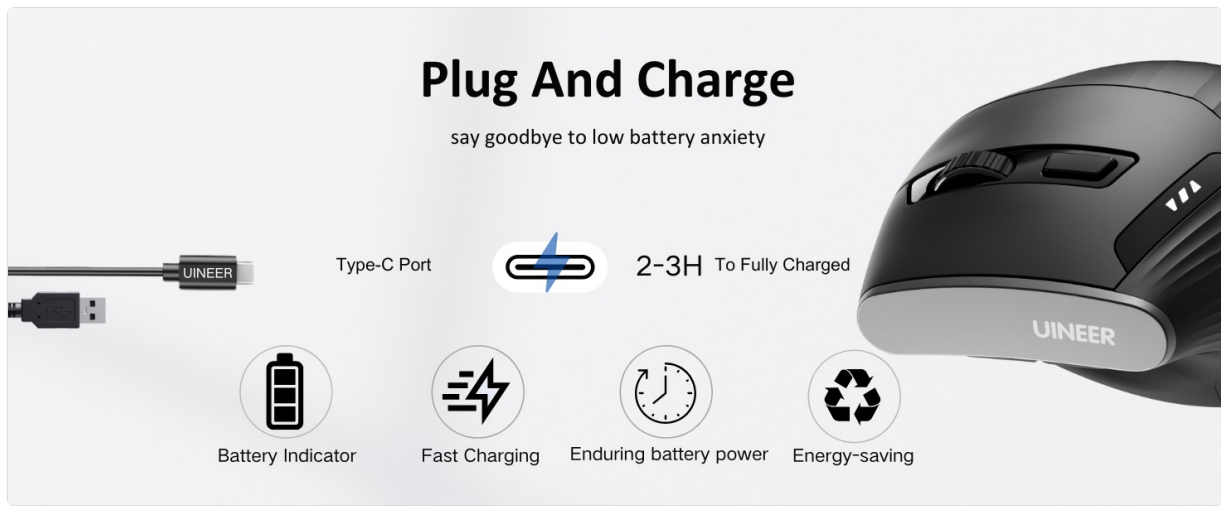 Plug And Charge
say goodbye to low battery anxiety
UINEER
Type-C Port
2-3H To Fully Charged
UINEER
Battery Indicator
Fast Charging
Enduring battery power
Energy-saving